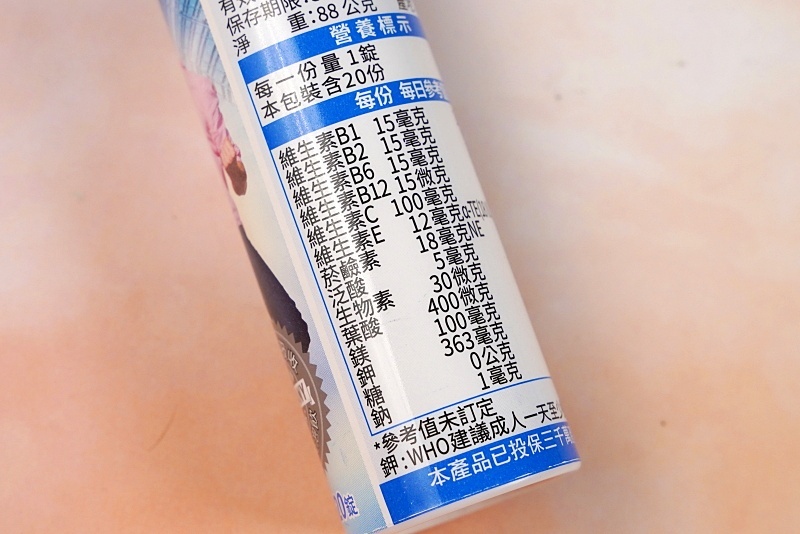 保存期限
淨 重:88公克
營養標示
每一份量1錠
本包裝含20份
每份 每日參考
維生素B1 15毫克
維生素B2 15毫克
維生素B6 15毫克
維生素B12 15微克
維生素C 100毫克
維生素E 12毫克α-TE
菸鹼素 18毫克NE
泛酸 5毫克
生物素 30微克
葉酸 400微克
鎂 100毫克
鉀 363毫克
糖 0公克
鈉 1毫克
*參考值未訂定
鉀:WHO建議成人一天至少
本產品已投保三千萬
0錠